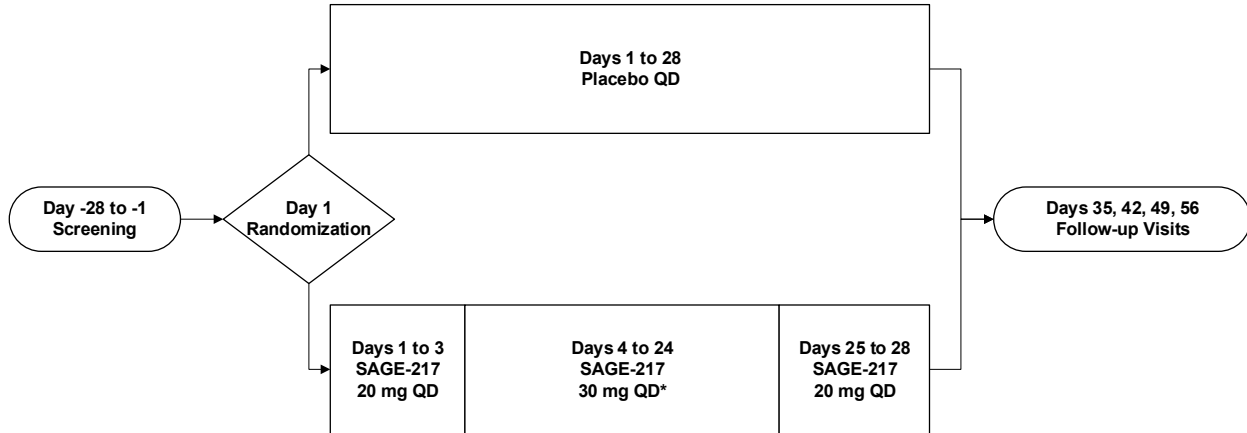 Days 1 to 28
Placebo QD
Day -28 to -1
Screening
Day 1
Randomization
Days 35, 42, 49, 56
Follow-up Visits
Days 1 to 3
SAGE-217
20 mg QD
Days 4 to 24
SAGE-217
30 mg QD*
Days 25 to 28
SAGE-217
20 mg QD